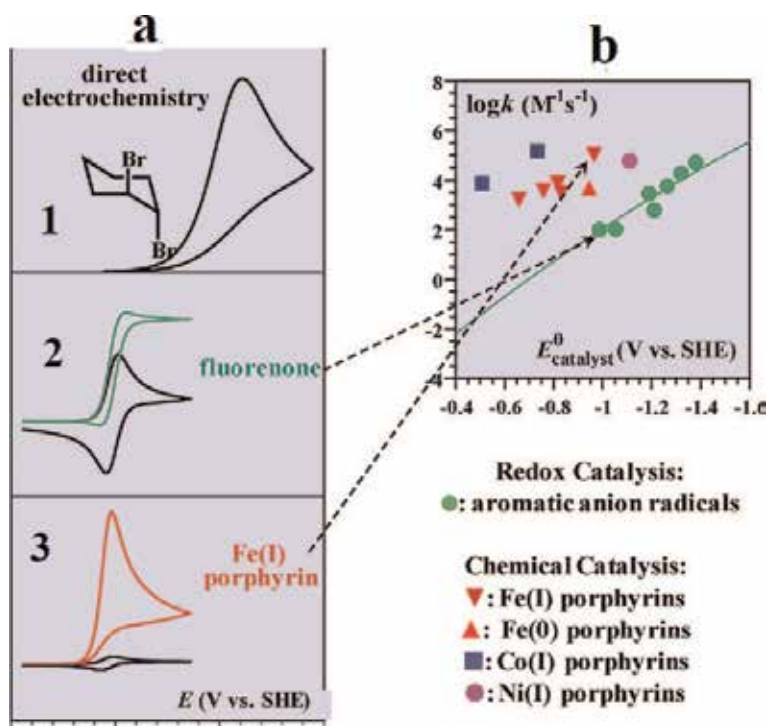 a
direct
electrochemistry
Br
Br
1
2
fluorenone
3
Fe(I)
porphyrin
E (V vs. SHE)
b
logk (M⁻¹s⁻¹)
8
6
4
2
0
-2
-4
E⁰catalyst (V vs. SHE)
-0.4 -0.6 -0.8 -1 -1.2 -1.4 -1.6
Redox Catalysis:
: aromatic anion radicals
Chemical Catalysis:
: Fe(I) porphyrins
: Fe(0) porphyrins
: Co(I) porphyrins
: Ni(I) porphyrins